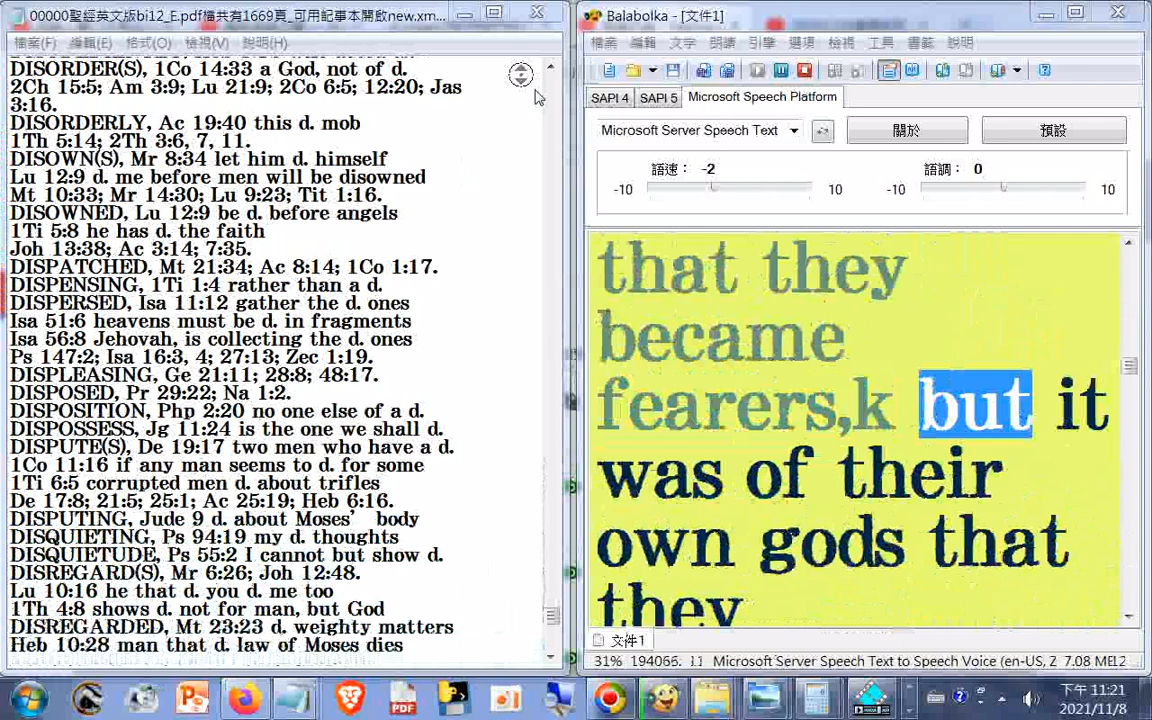 00000聖經英文版bi12_E.pdf檔共有1669頁_可用記事本開啟new.xm...
檔案(F) 編輯(E) 格式(O) 檢視(V) 說明(H)
DISORDER(S), 1Co 14:33 a God, not of d.
2Ch 15:5; Am 3:9; Lu 21:9; 2Co 6:5; 12:20; Jas
3:16.
DISORDERLY, Ac 19:40 this d. mob
1Th 5:14; 2Th 3:6, 7, 11.
DISOWN(S), Mr 8:34 let him d. himself
Lu 12:9 d. me before men will be disowned
Mt 10:33; Mr 14:30; Lu 9:23; Tit 1:16.
DISOWNED, Lu 12:9 be d. before angels
1Ti 5:8 he has d. the faith
Joh 13:38; Ac 3:14; 7:35.
DISPATCHED, Mt 21:34; Ac 8:14; 1Co 1:17.
DISPENSING, 1Ti 1:4 rather than a d.
DISPERSED, Isa 11:12 gather the d. ones
Isa 51:6 heavens must be d. in fragments
Isa 56:8 Jehovah, is collecting the d. ones
Ps 147:2; Isa 16:3, 4; 27:13; Zec 1:19.
DISPLEASING, Ge 21:11; 28:8; 48:17.
DISPOSED, Pr 29:22; Na 1:2.
DISPOSITION, Php 2:20 no one else of a d.
DISPOSSESS, Jg 11:24 is the one we shall d.
DISPUTE(S), De 19:17 two men who have a d.
1Co 11:16 if any man seems to d. for some
1Ti 6:5 corrupted men d. about trifles
De 17:8; 21:5; 25:1; Ac 25:19; Heb 6:16.
DISPUTING, Jude 9 d. about Moses’ body
DISQUIETING, Ps 94:19 my d. thoughts
DISQUIETUDE, Ps 55:2 I cannot but show d.
DISREGARD(S), Mr 6:26; Joh 12:48.
Lu 10:16 he that d. you d. me too
1Th 4:8 shows d. not for man, but God
DISREGARDED, Mt 23:23 d. weighty matters
Heb 10:28 man that d. law of Moses dies
Balabolka - [文件1]
檔案 編輯 文字 朗讀 引擎 選項 檢視 工具 書籤 說明
SAPI 4 SAPI 5 Microsoft Speech Platform
Microsoft Server Speech Text 關於 預設
語速： -2 語調： 0
-10 10 -10 10
that they
became
fearers,k but it
was of their
own gods that
they
文件1
31% 194066. Microsoft Server Speech Text to Speech Voice (en-US, Z 7.08 ME
PDF
下午 11:21
2021/11/8